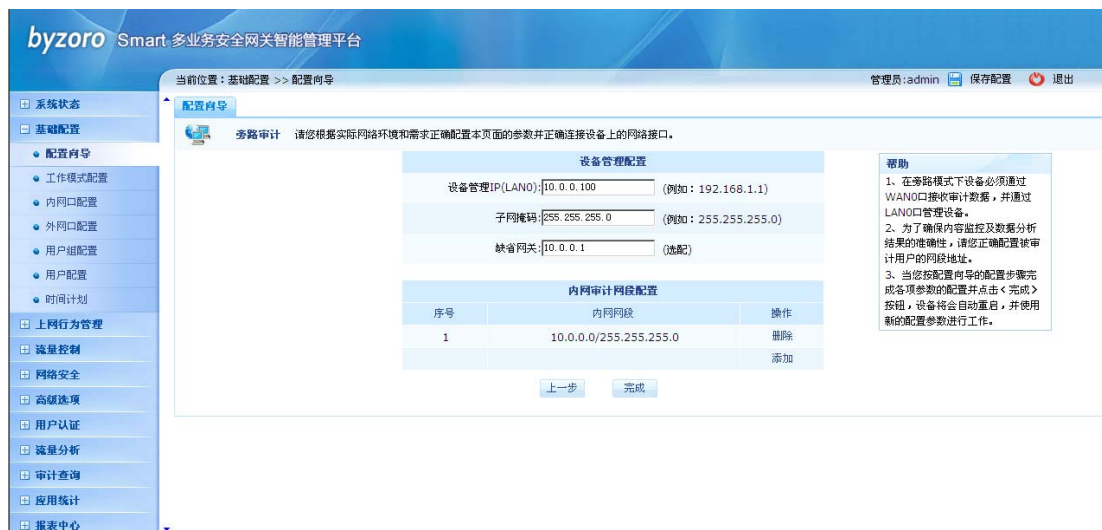 byzoro Smart 多业务安全网关智能管理平台
当前位置：基础配置 >> 配置向导
管理员:admin 保存配置 退出
系统状态
基础配置
配置向导
工作模式配置
内网口配置
外网口配置
用户组配置
用户配置
时间计划
上网行为管理
流量控制
网络安全
高级选项
用户认证
流量分析
审计查询
应用统计
报表中心
配置向导
旁路审计 请您根据实际网络环境和需求正确配置本页面的参数并正确连接设备上的网络接口。
设备管理配置
设备管理IP(LAN0): 10.0.0.100 (例如：192.168.1.1)
子网掩码: 255.255.255.0 (例如：255.255.255.0)
缺省网关: 10.0.0.1 (选配)
内网审计网段配置
序号 内网网段 操作
1 10.0.0.0/255.255.255.0 删除
添加
上一步 完成
帮助
1、在旁路模式下设备必须通过
WAN0口接收审计数据，并通过
LAN0口管理设备。
2、为了确保内容监控及数据分析
结果的准确性，请您正确配置被审
计用户的网段地址。
3、当您按配置向导的配置步骤完
成各项参数的配置并点击<完成>
按钮，设备将会自动重启，并使用
新的配置参数进行工作。